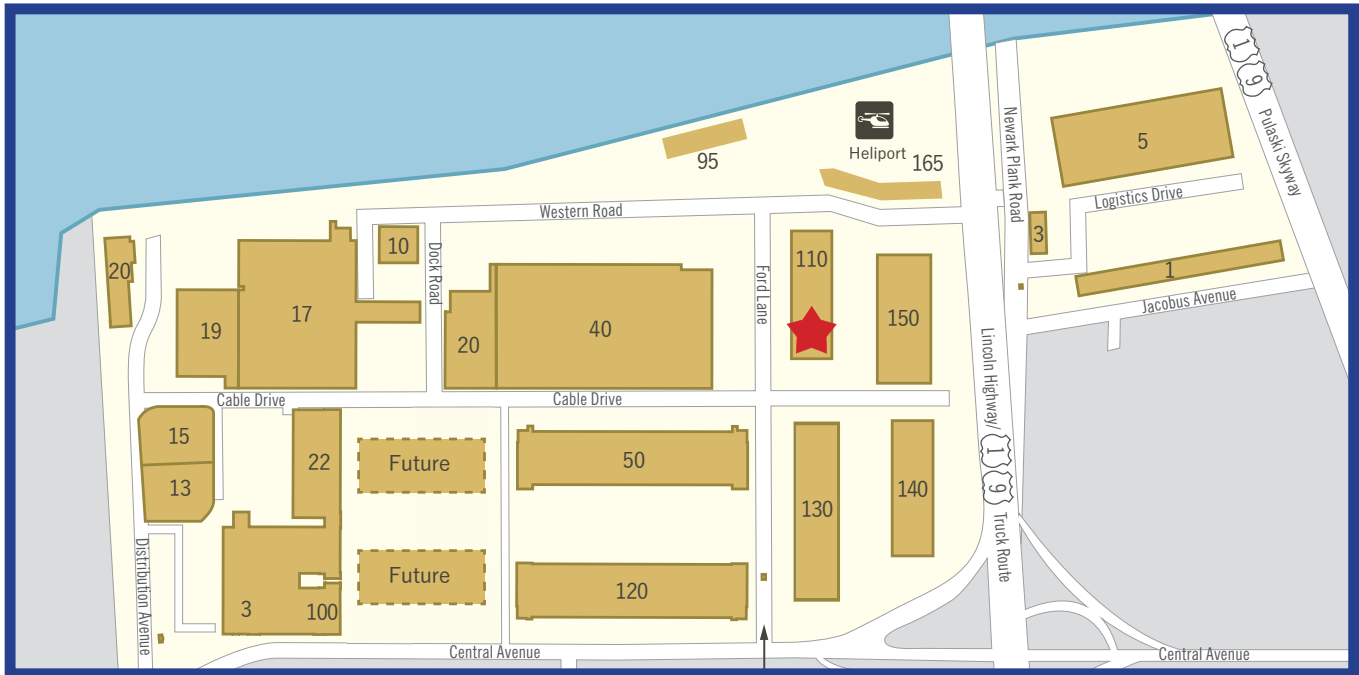 1
9
Pulaski Skyway
Newark Plank Road
5
Heliport
95
165
Logistics Drive
Western Road
3
10
110
1
20
Dock Road
Ford Lane
Jacobus Avenue
17
150
19
40
20
Lincoln Highway/
1
9
Truck Route
Cable Drive
Cable Drive
15
22
Future
50
13
140
130
Distribution Avenue
Future
120
3
100
Central Avenue
Central Avenue